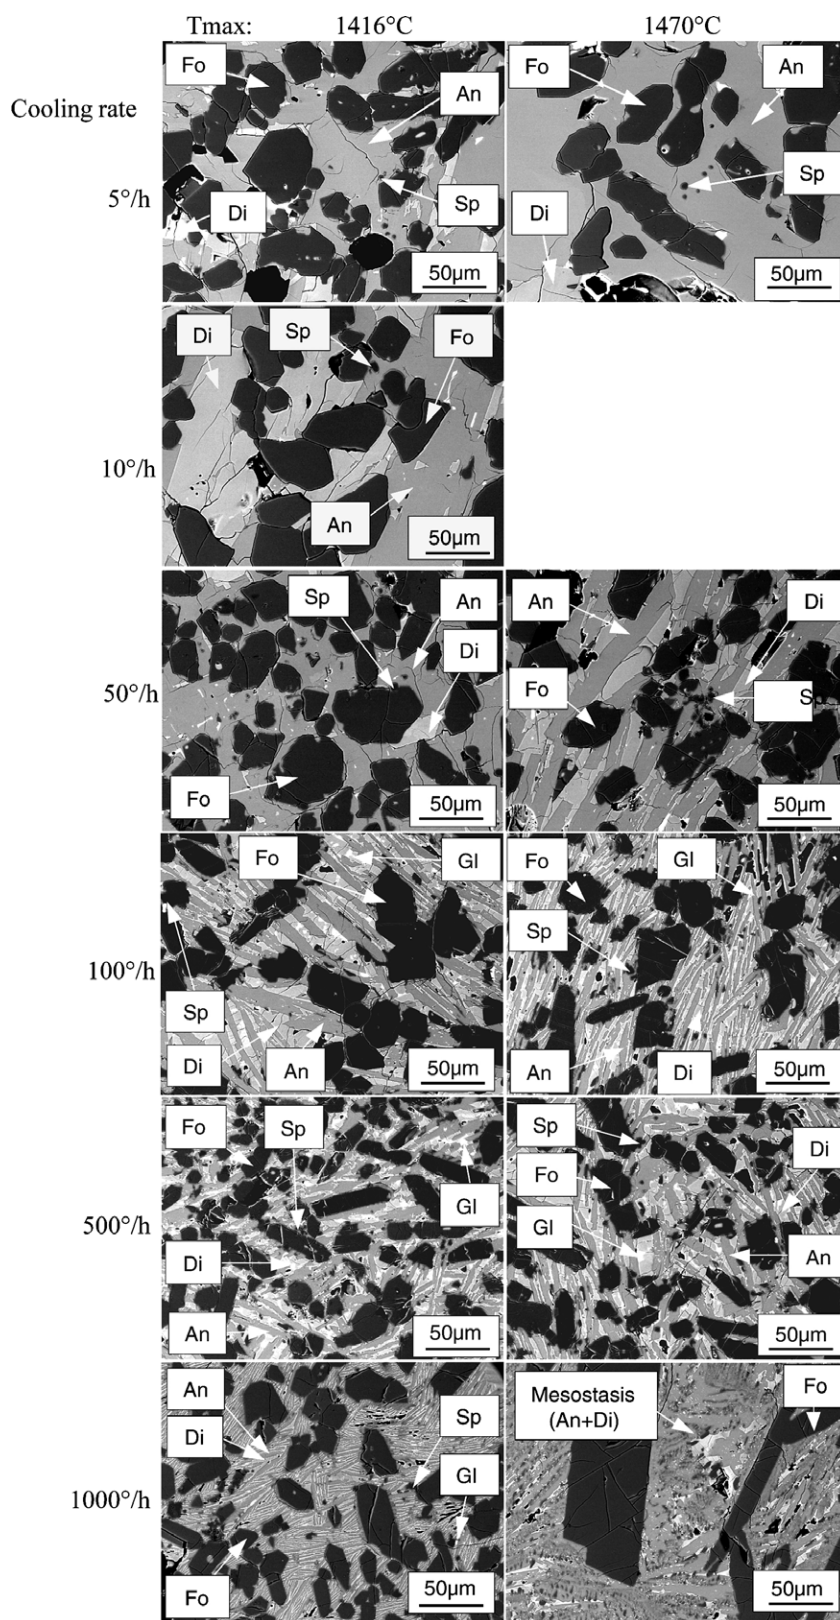 Tmax: 1416°C 1470°C
Cooling rate
5°/h
Fo
An
Di
Sp
50µm
Fo
An
Sp
Di
50µm
10°/h
Di
Sp
Fo
An
50µm
50°/h
Sp
An
Di
Fo
50µm
An
Di
Fo
Sp
50µm
100°/h
Fo
Gl
Sp
Di
An
50µm
Fo
Gl
Sp
An
Di
50µm
500°/h
Fo
Sp
Gl
Di
An
50µm
Sp
Di
Fo
Gl
An
50µm
1000°/h
An
Di
Sp
Gl
Fo
50µm
Mesostasis
(An+Di)
Fo
50µm